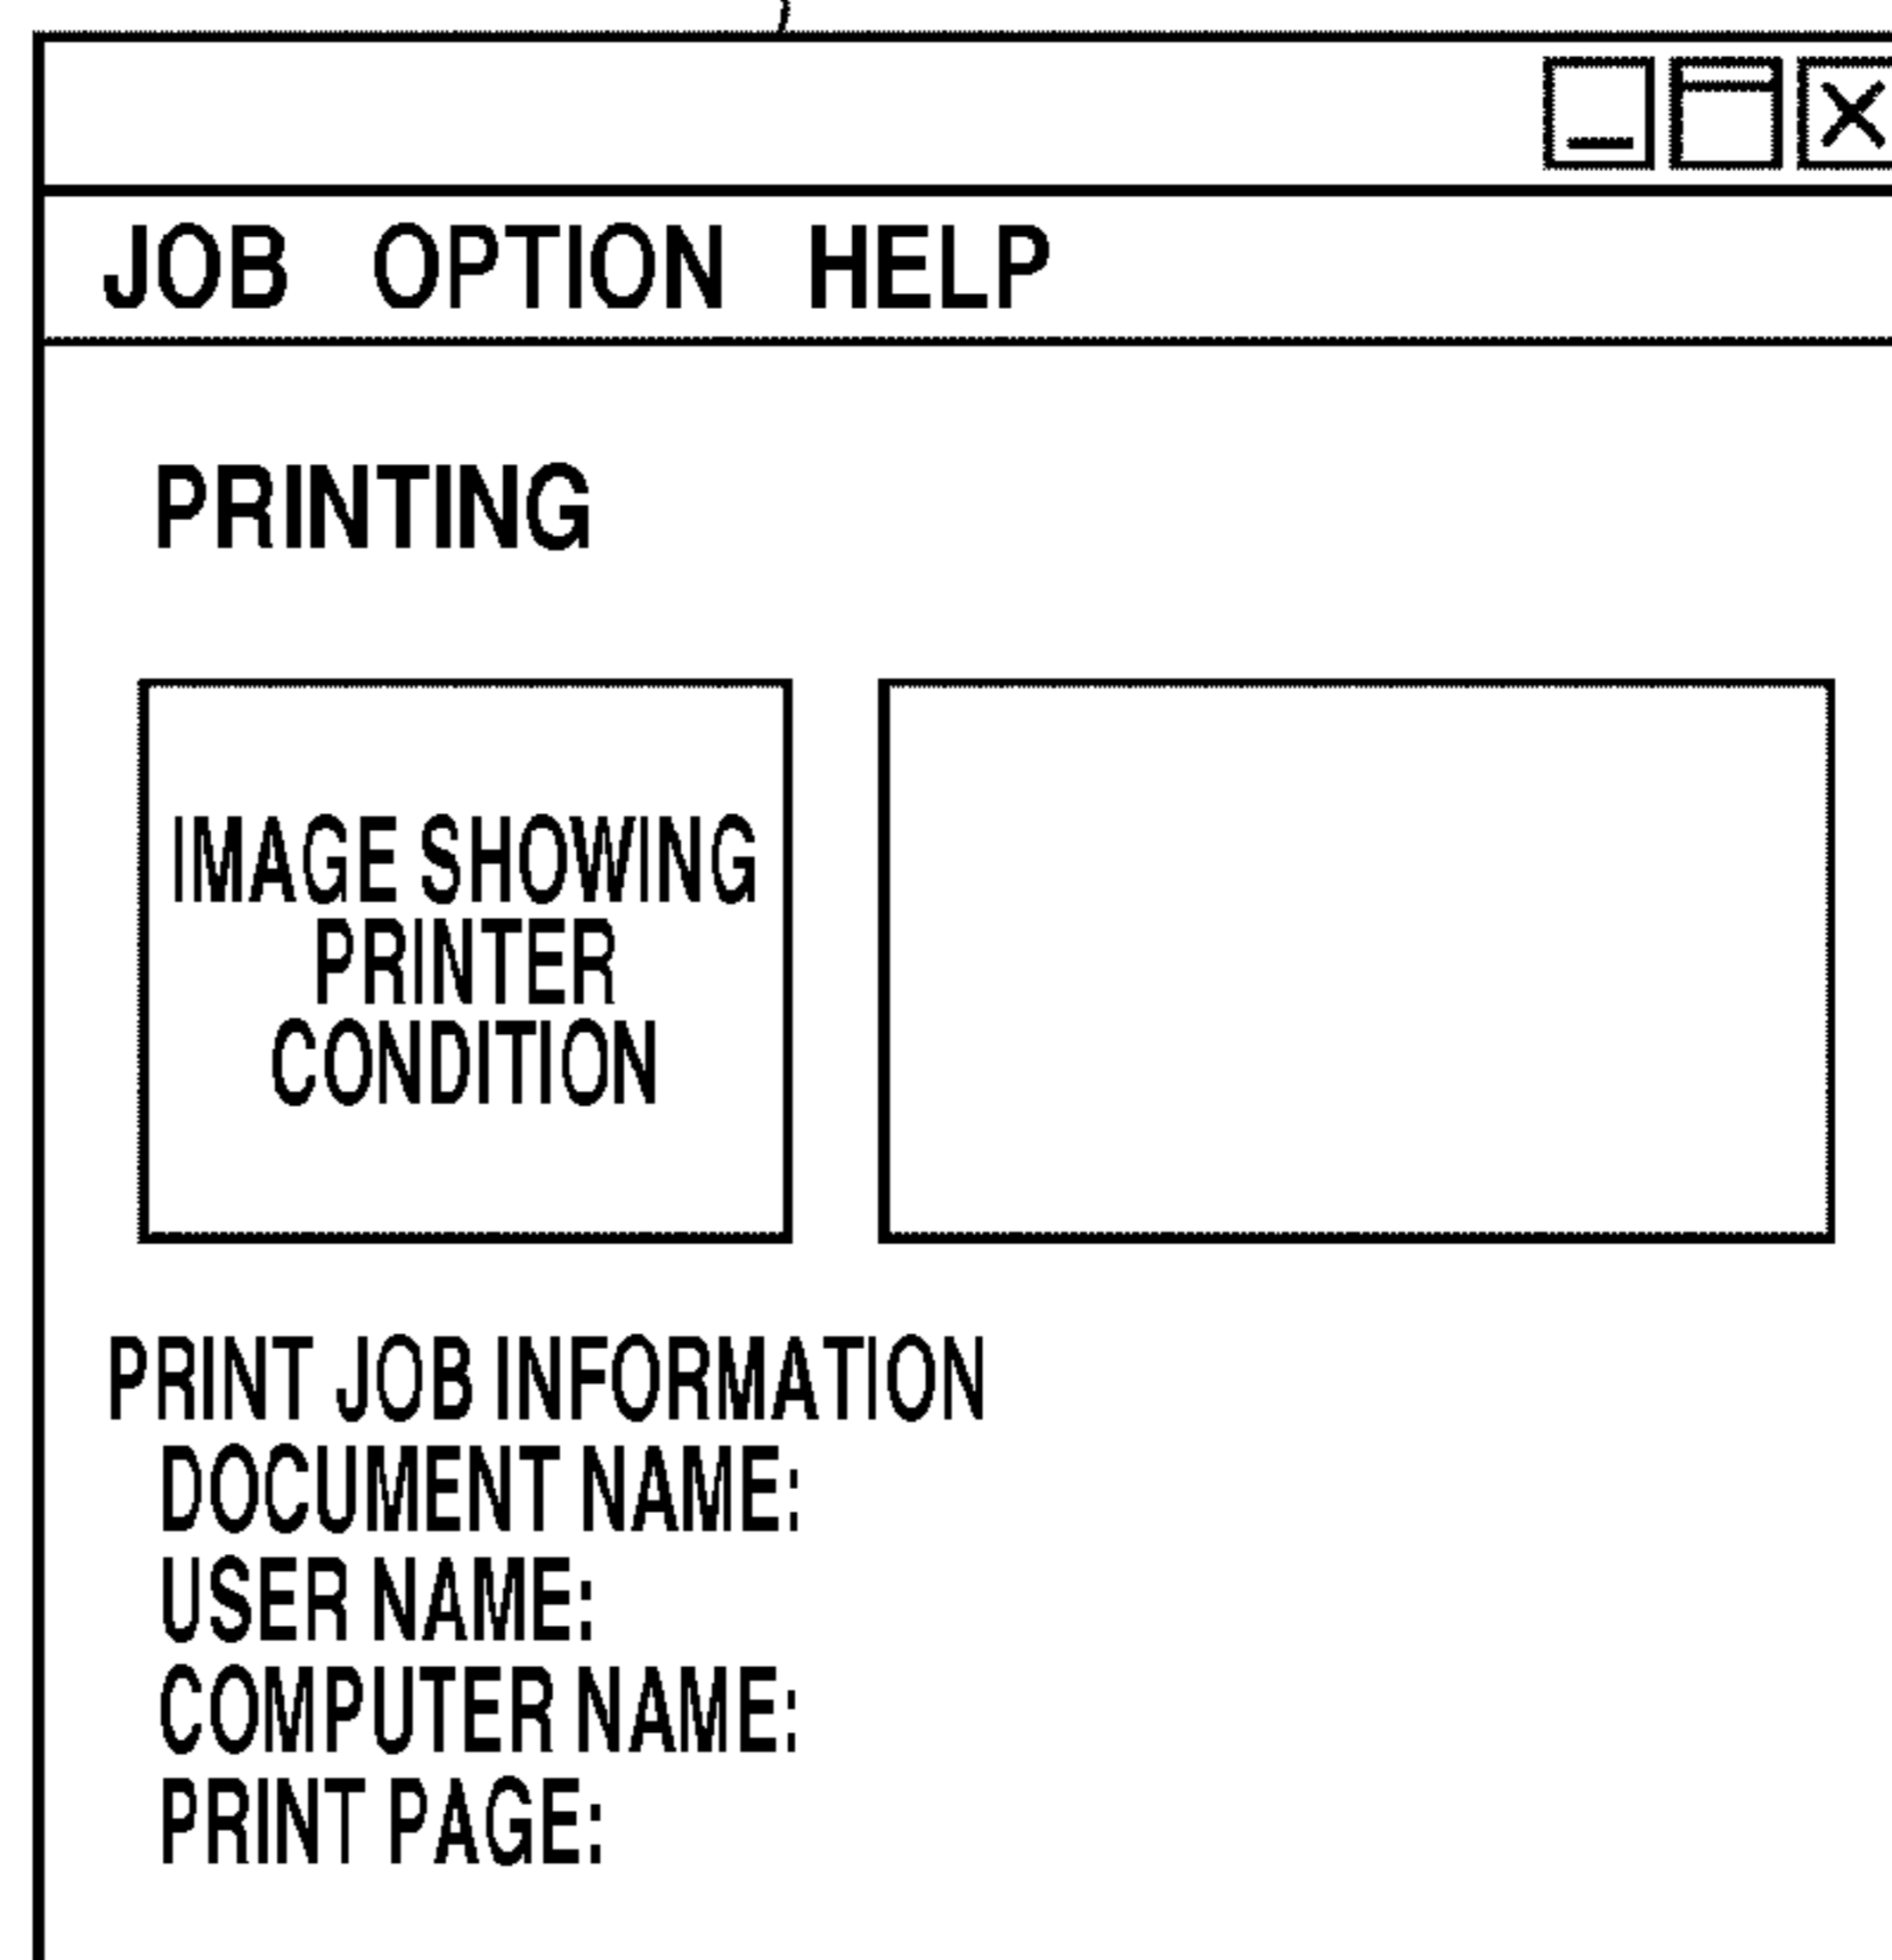 JOB OPTION HELP
PRINTING
IMAGE SHOWING
PRINTER
CONDITION
PRINT JOB INFORMATION
DOCUMENT NAME:
USER NAME:
COMPUTER NAME:
PRINT PAGE: